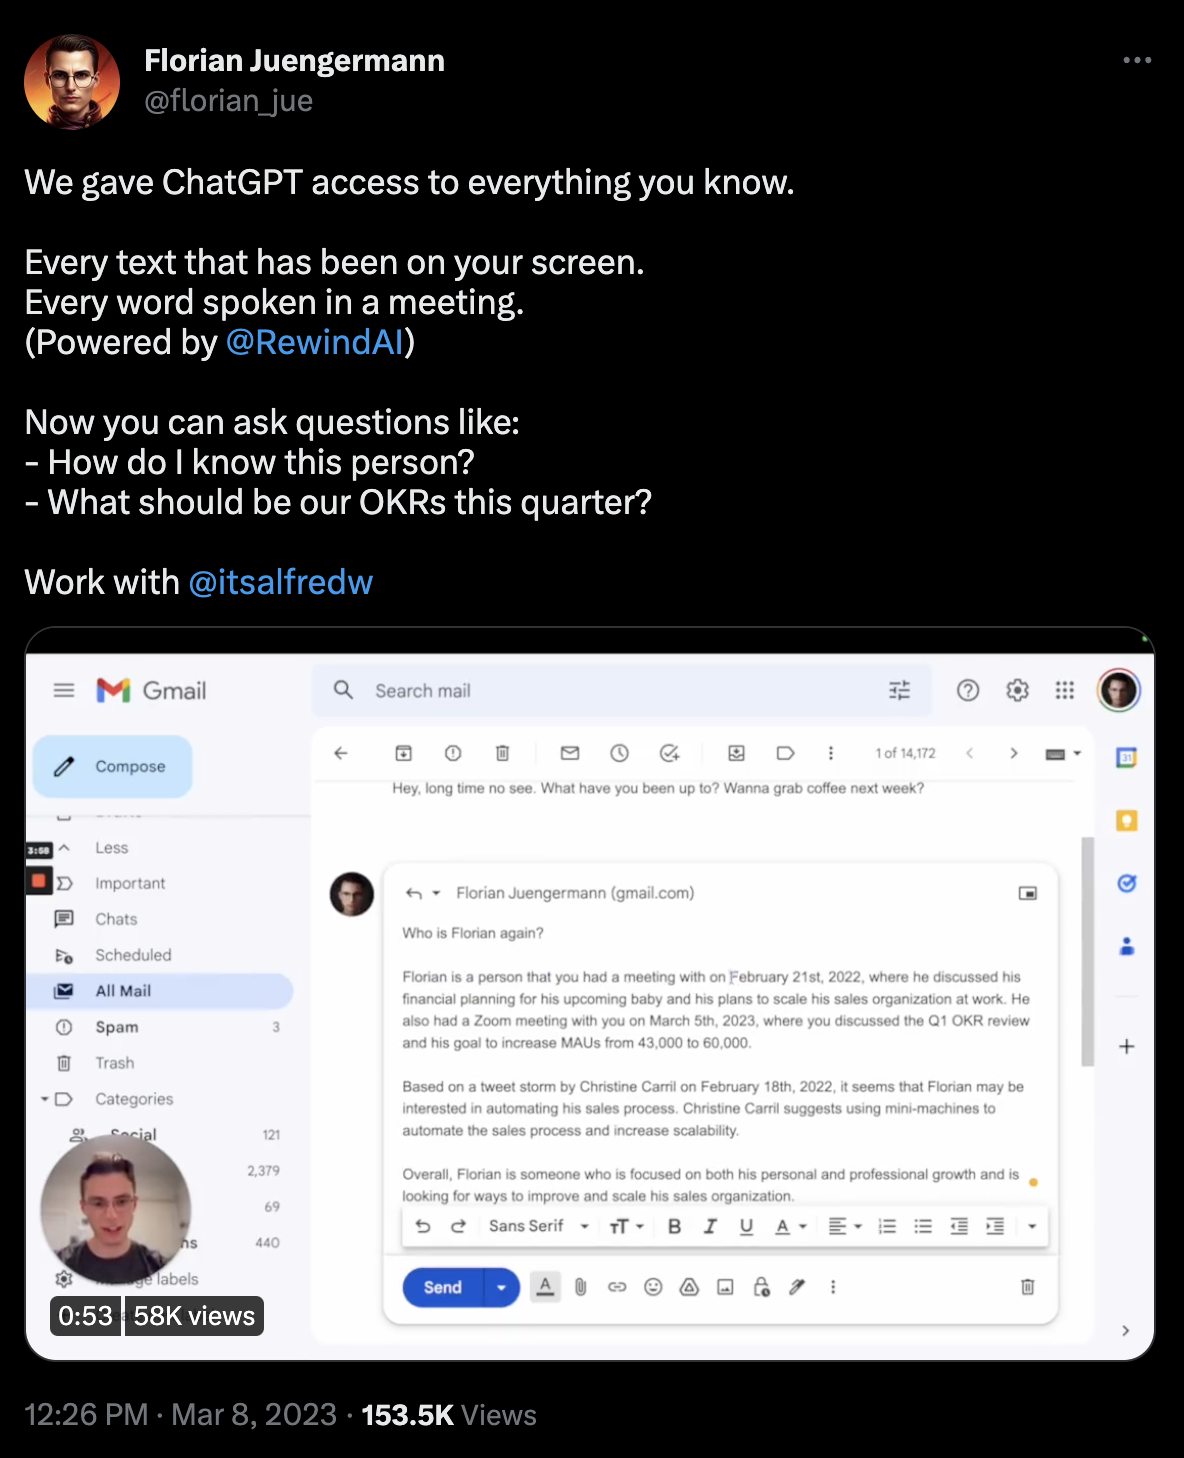 Florian Juengermann
@florian_jue
We gave ChatGPT access to everything you know.
Every text that has been on your screen.
Every word spoken in a meeting.
(Powered by @RewindAI)
Now you can ask questions like:
- How do I know this person?
- What should be our OKRs this quarter?
Work with @itsalfredw
Gmail
Search mail
Compose
1 of 14,172
31
Hey, long time no see. What have you been up to? Wanna grab coffee next week?
Less
Important
Chats
Scheduled
All Mail
Spam 3
Trash
Categories
Social 121
2,379
69
440
Florian Juengermann (gmail.com)
Who is Florian again?
Florian is a person that you had a meeting with on February 21st, 2022, where he discussed his
financial planning for his upcoming baby and his plans to scale his sales organization at work. He
also had a Zoom meeting with you on March 5th, 2023, where you discussed the Q1 OKR review
and his goal to increase MAUs from 43,000 to 60,000.
Based on a tweet storm by Christine Carril on February 18th, 2022, it seems that Florian may be
interested in automating his sales process. Christine Carril suggests using mini-machines to
automate the sales process and increase scalability.
Overall, Florian is someone who is focused on both his personal and professional growth and is
looking for ways to improve and scale his sales organization.
Sans Serif
B I U A
Send
A
labels
0:53 58K views
12:26 PM · Mar 8, 2023 · 153.5K Views